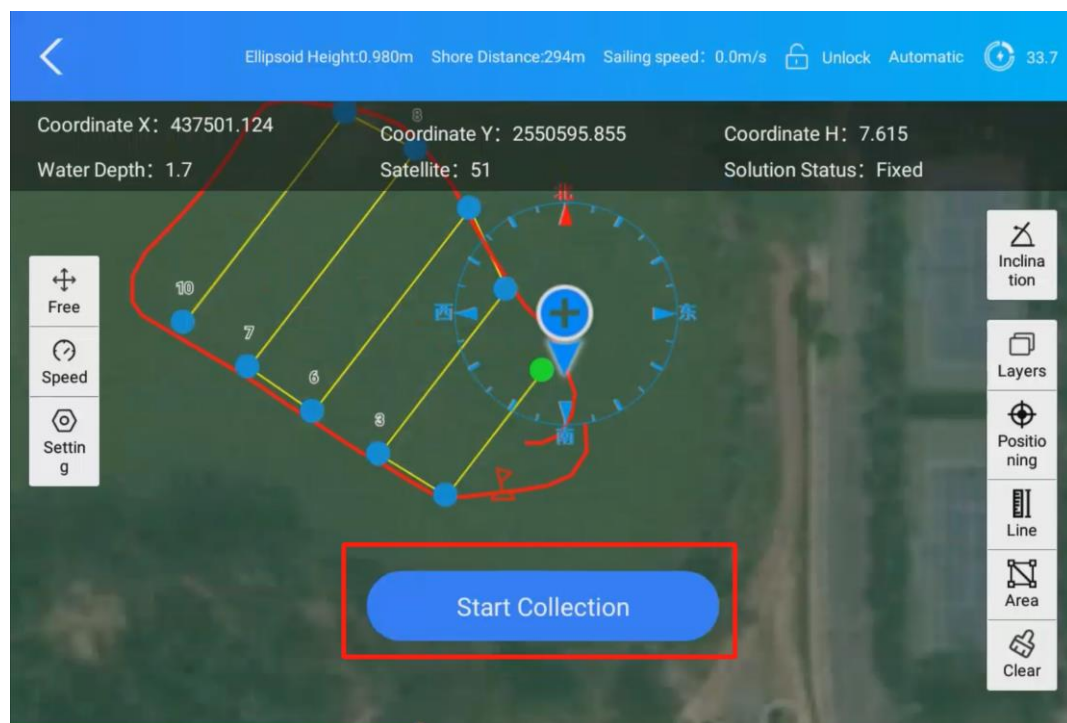 Ellipsoid Height:0.980m Shore Distance:294m Sailing speed：0.0m/s Unlock Automatic 33.7
Coordinate X：437501.124
Coordinate Y：2550595.855
Coordinate H：7.615
Water Depth：1.7
Satellite：51
Solution Status：Fixed
8
北
西
东
南
10
7
6
3
Free
Speed
Settin
g
Start Collection
Inclina
tion
Layers
Positio
ning
Line
Area
Clear